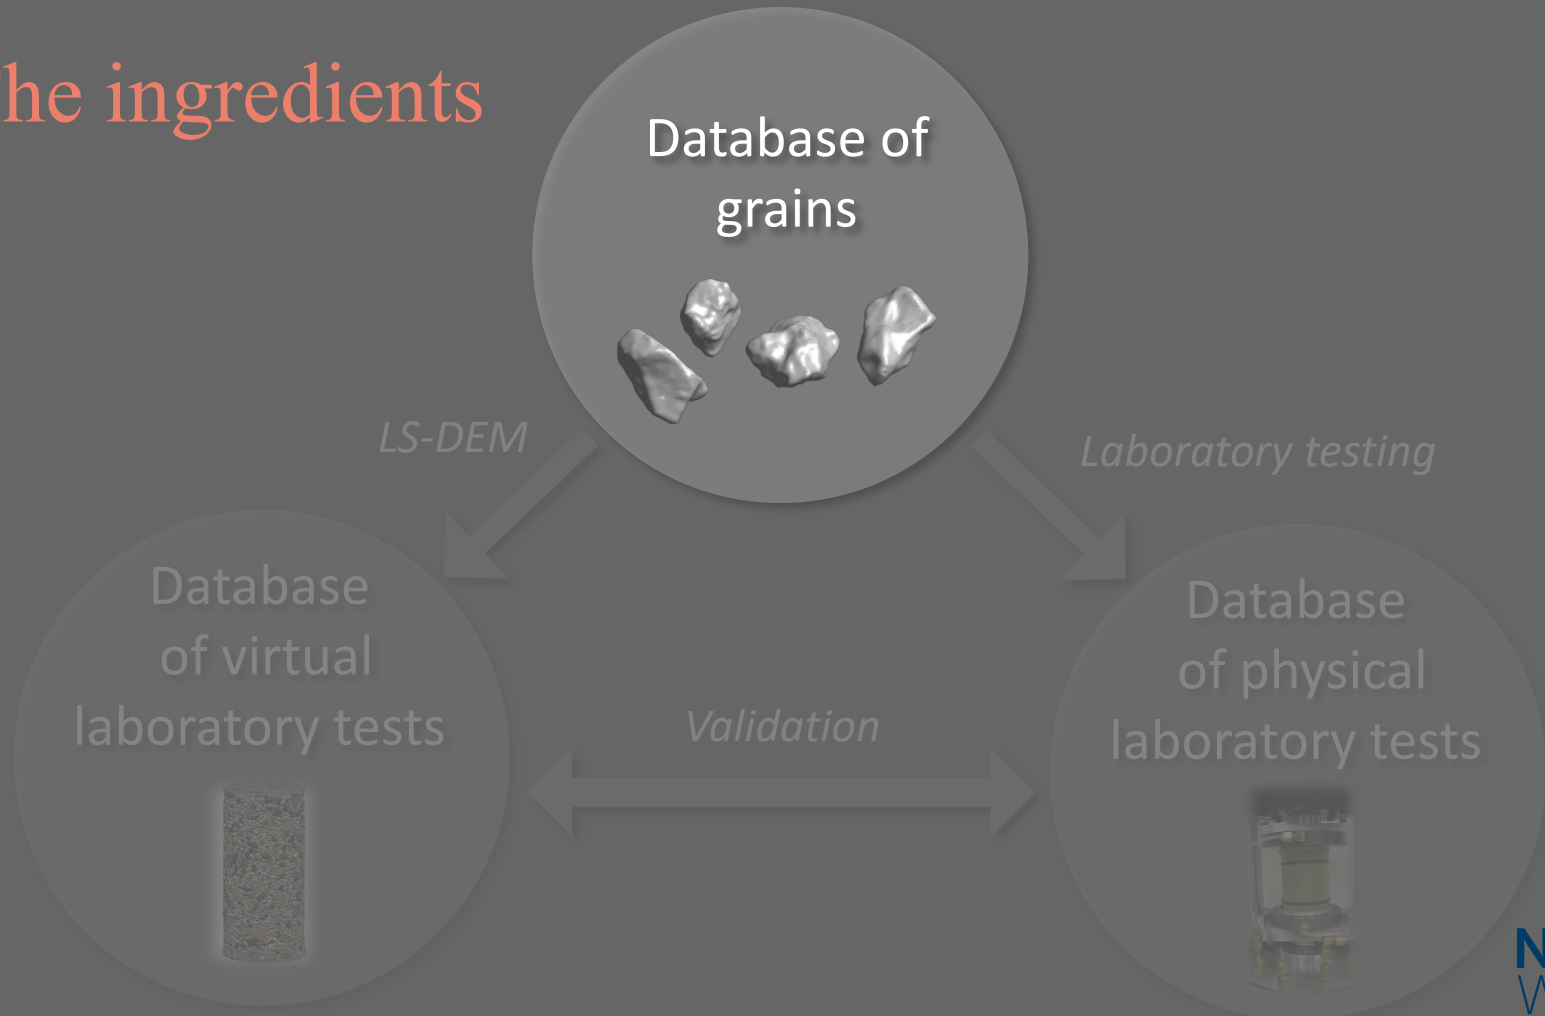 he ingredients
Database of
grains
LS-DEM
Laboratory testing
Database
of virtual
laboratory tests
Validation
Database
of physical
laboratory tests